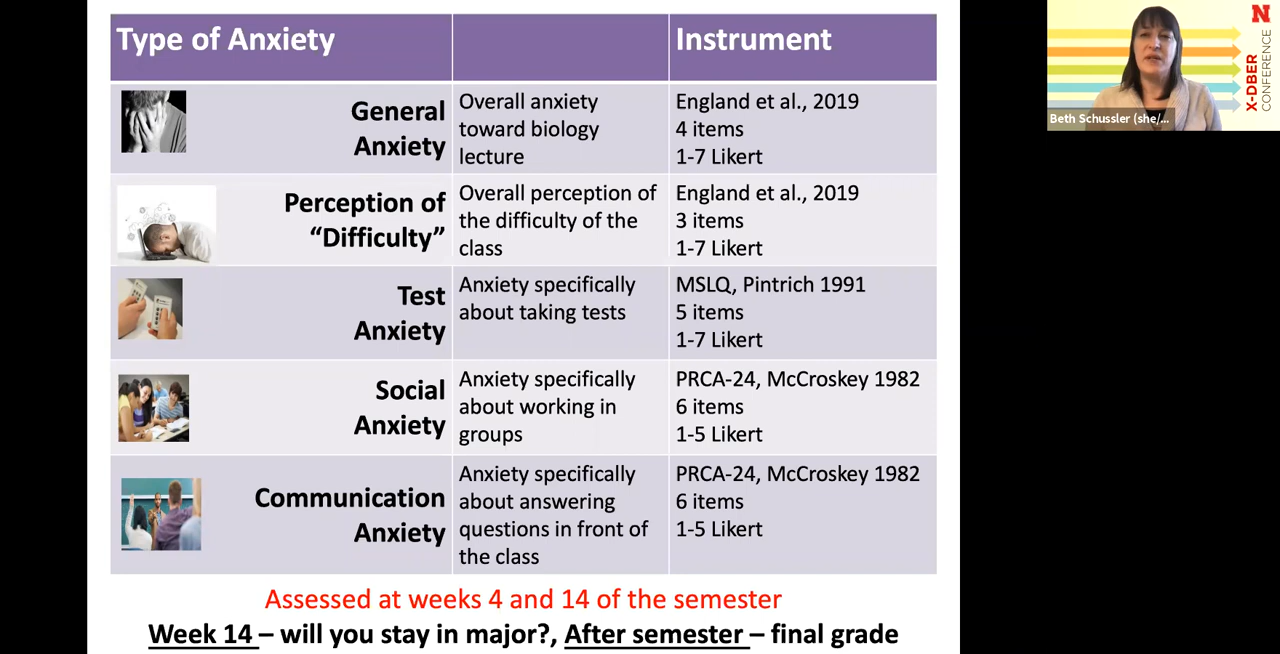 Type of Anxiety
Instrument
General
Anxiety
Overall anxiety
toward biology
lecture
England et al., 2019
4 items
1-7 Likert
Perception of
“Difficulty”
Overall perception of
the difficulty of the
class
England et al., 2019
3 items
1-7 Likert
Test
Anxiety
Anxiety specifically
about taking tests
MSLQ, Pintrich 1991
5 items
1-7 Likert
Social
Anxiety
Anxiety specifically
about working in
groups
PRCA-24, McCroskey 1982
6 items
1-5 Likert
Communication
Anxiety
Anxiety specifically
about answering
questions in front of
the class
PRCA-24, McCroskey 1982
6 items
1-5 Likert
Assessed at weeks 4 and 14 of the semester
Week 14 – will you stay in major?, After semester – final grade
N
X-DBER
CONFERENCE
Beth Schussler (she/...